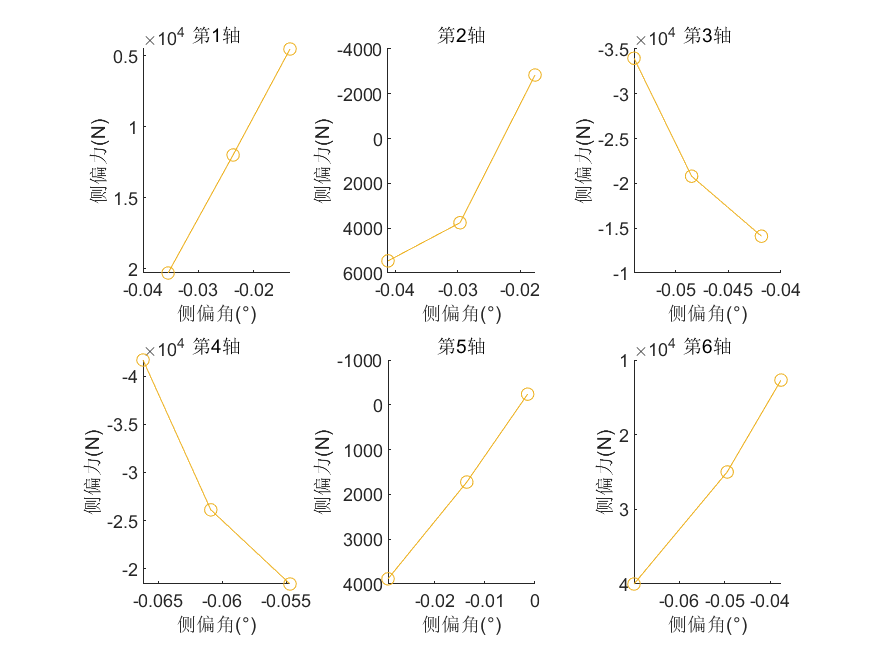 ×10⁴ 第1轴
0.5
1
1.5
2
侧偏力(N)
-0.04 -0.03 -0.02
侧偏角(°)
第2轴
-4000
-2000
0
2000
4000
6000
侧偏力(N)
-0.04 -0.03 -0.02
侧偏角(°)
×10⁴ 第3轴
-3.5
-3
-2.5
-2
-1.5
-1
侧偏力(N)
-0.05 -0.045 -0.04
侧偏角(°)
×10⁴ 第4轴
-4
-3.5
-3
-2.5
-2
侧偏力(N)
-0.065 -0.06 -0.055
侧偏角(°)
第5轴
-1000
0
1000
2000
3000
4000
侧偏力(N)
-0.02 -0.01 0
侧偏角(°)
×10⁴ 第6轴
1
2
3
4
侧偏力(N)
-0.06 -0.05 -0.04
侧偏角(°)